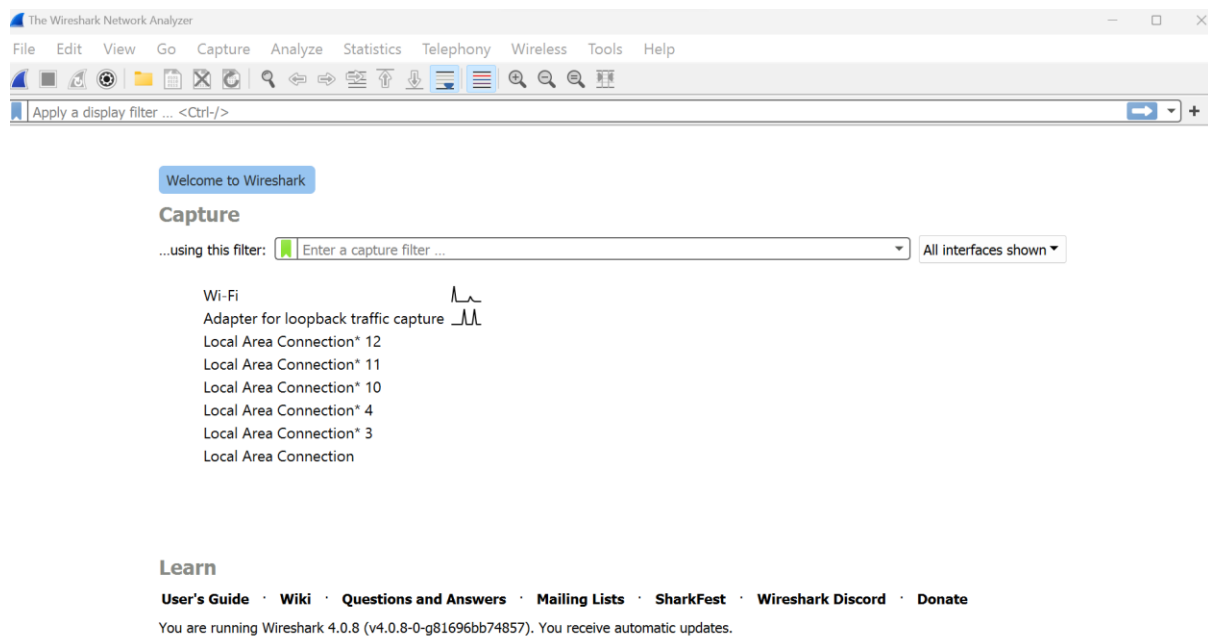 The Wireshark Network Analyzer
File Edit View Go Capture Analyze Statistics Telephony Wireless Tools Help
Apply a display filter ... <Ctrl-/>
Welcome to Wireshark
Capture
...using this filter: Enter a capture filter ... All interfaces shown
Wi-Fi
Adapter for loopback traffic capture
Local Area Connection* 12
Local Area Connection* 11
Local Area Connection* 10
Local Area Connection* 4
Local Area Connection* 3
Local Area Connection
Learn
User's Guide · Wiki · Questions and Answers · Mailing Lists · SharkFest · Wireshark Discord · Donate
You are running Wireshark 4.0.8 (v4.0.8-0-g81696bb74857). You receive automatic updates.